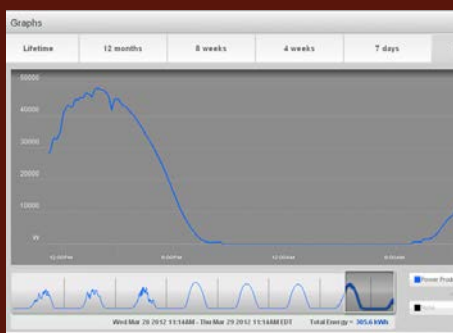 Graphs
Lifetime 12 months 8 weeks 4 weeks 7 days
50000
40000
30000
20000
10000
W
12:00PM 6:00PM 12:00AM 6:00AM
Power Prod
Wed Mar 28 2012 11:14AM - Thu Mar 29 2012 11:14AM EDT Total Energy = 305.6 kWh